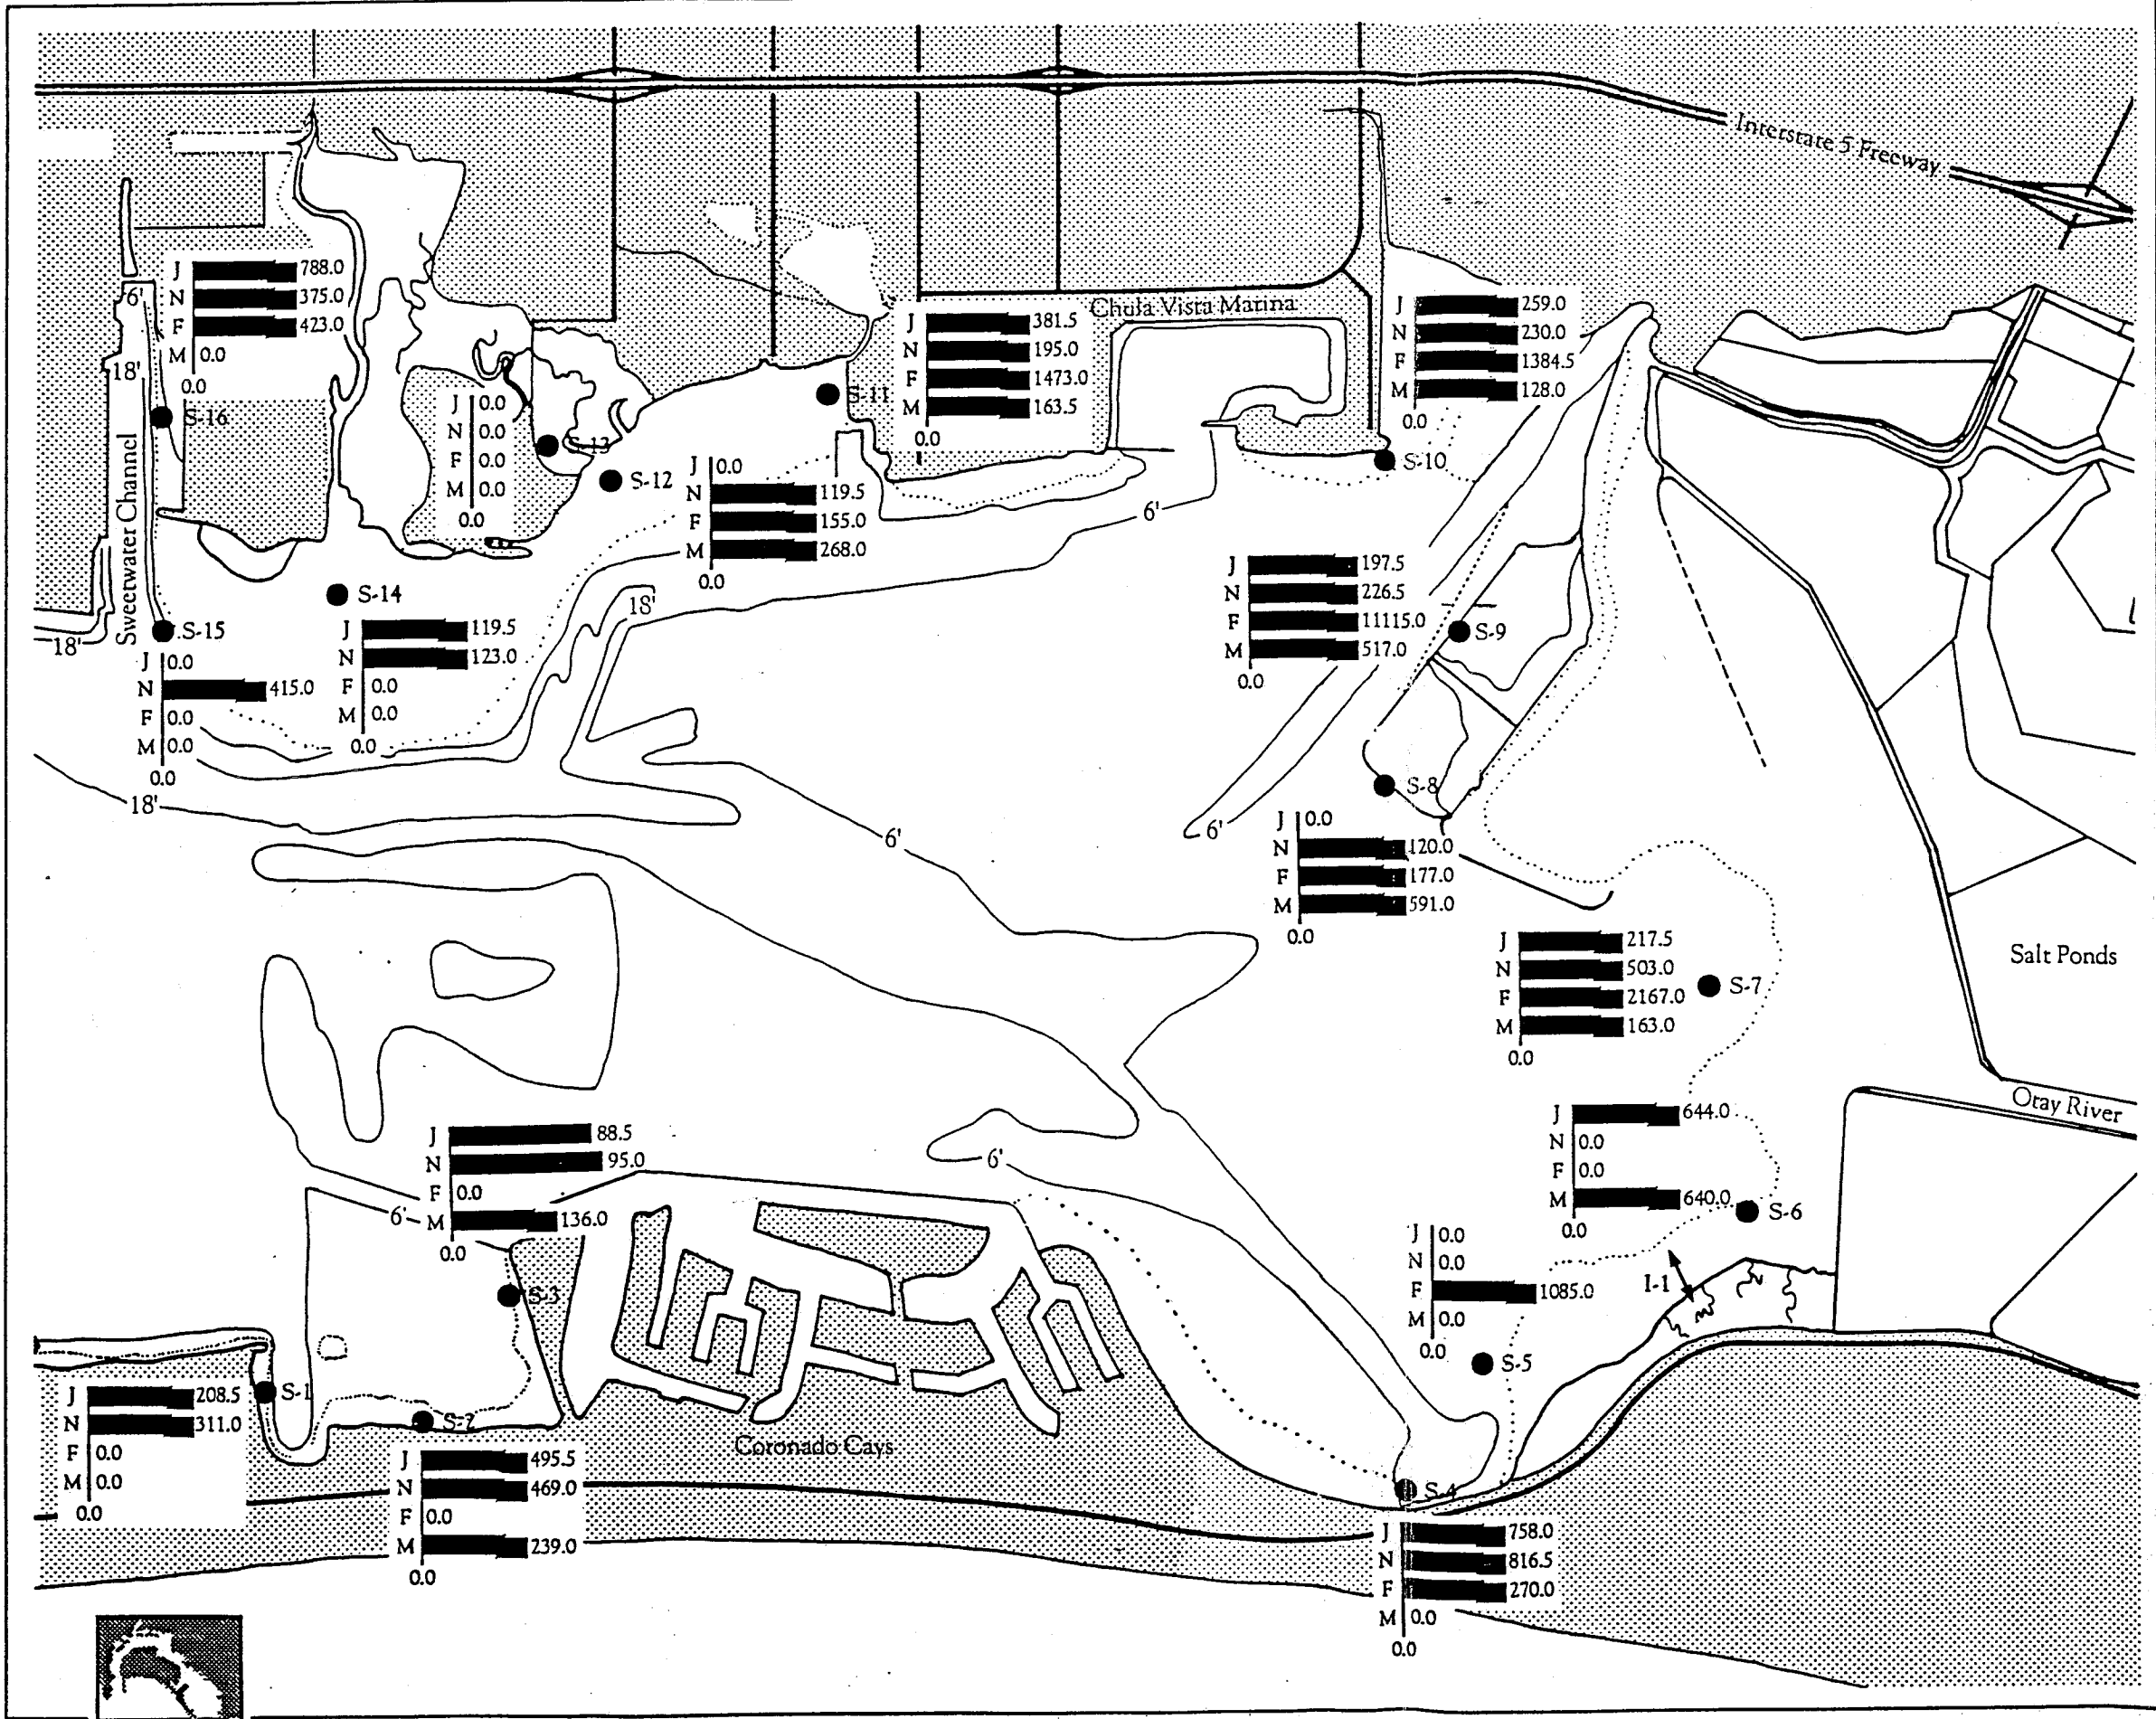 Interstate 5 Freeway
J 788.0
N 375.0
F 423.0
M 0.0
0.0
6'
18'
S-16
Sweetwater Channel
J 0.0
N 0.0
F 0.0
M 0.0
0.0
S-13
S-12
J 0.0
N 119.5
F 155.0
M 268.0
0.0
S-11
J 381.5
N 195.0
F 1473.0
M 163.5
0.0
Chula Vista Marina
J 259.0
N 230.0
F 1384.5
M 128.0
0.0
S-10
6'
S-14
J 119.5
N 123.0
F 0.0
M 0.0
0.0
18'
S-15
18'
J 0.0
N 415.0
F 0.0
M 0.0
0.0
18'
J 197.5
N 226.5
F 11115.0
M 517.0
0.0
S-9
S-8
6'
6'
J 0.0
N 120.0
F 177.0
M 591.0
0.0
J 217.5
N 503.0
F 2167.0
M 163.0
0.0
S-7
Salt Ponds
Otay River
J 644.0
N 0.0
F 0.0
M 640.0
0.0
S-6
J 88.5
N 95.0
F 0.0
M 136.0
0.0
6'
6'
S-3
J 0.0
N 0.0
F 1085.0
M 0.0
0.0
I-1
S-5
S-1
J 208.5
N 311.0
F 0.0
M 0.0
0.0
S-2
J 495.5
N 469.0
F 0.0
M 239.0
0.0
Coronado Cays
S-4
J 758.0
N 816.5
F 270.0
M 0.0
0.0